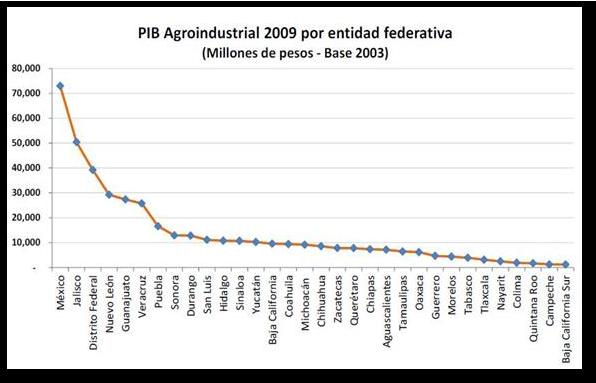 PIB Agroindustrial 2009 por entidad federativa
(Millones de pesos - Base 2003)
80,000
70,000
60,000
50,000
40,000
30,000
20,000
10,000
-
México
Jalisco
Distrito Federal
Nuevo León
Guanajuato
Veracruz
Puebla
Sonora
Durango
San Luis
Hidalgo
Sinaloa
Yucatán
Baja California
Coahuila
Michoacán
Chihuahua
Zacatecas
Querétaro
Chiapas
Aguascalientes
Tamaulipas
Oaxaca
Guerrero
Morelos
Tabasco
Tlaxcala
Nayarit
Colima
Quintana Roo
Campeche
Baja California Sur